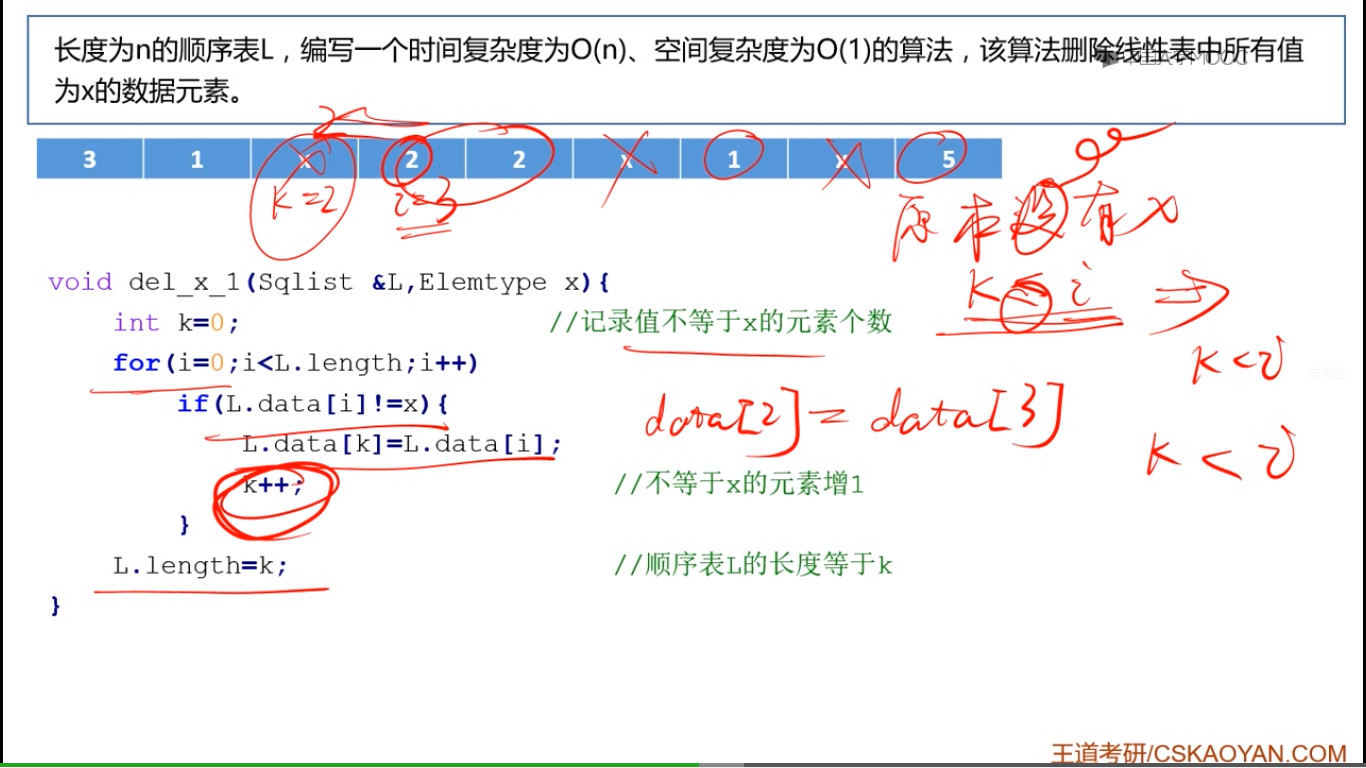 长度为n的顺序表L，编写一个时间复杂度为O(n)、空间复杂度为O(1)的算法，该算法删除线性表中所有值
为x的数据元素。
3 1 x 2 2 x 1 x 5
k=2 i=3
原本没有x
k=i ⇒
k<i
void del_x_1(Sqlist &L,Elemtype x){
int k=0; //记录值不等于x的元素个数
for(i=0;i<L.length;i++)
if(L.data[i]!=x){
data[2]=data[3]
L.data[k]=L.data[i];
k<i
k++; //不等于x的元素增1
}
L.length=k; //顺序表L的长度等于k
}
王道考研/CSKAOYAN.COM